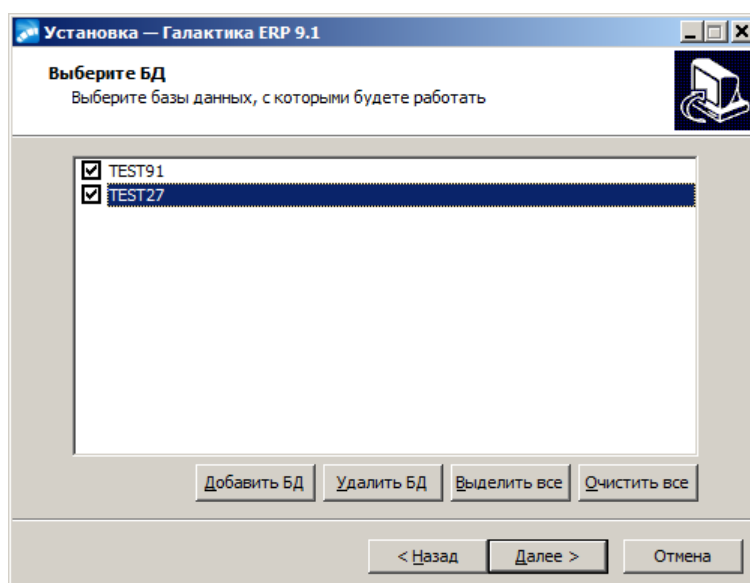 Установка — Галактика ERP 9.1
Выберите БД
Выберите базы данных, с которыми будете работать
TEST91
TEST27
Добавить БД Удалить БД Выделить все Очистить все
< Назад Далее > Отмена